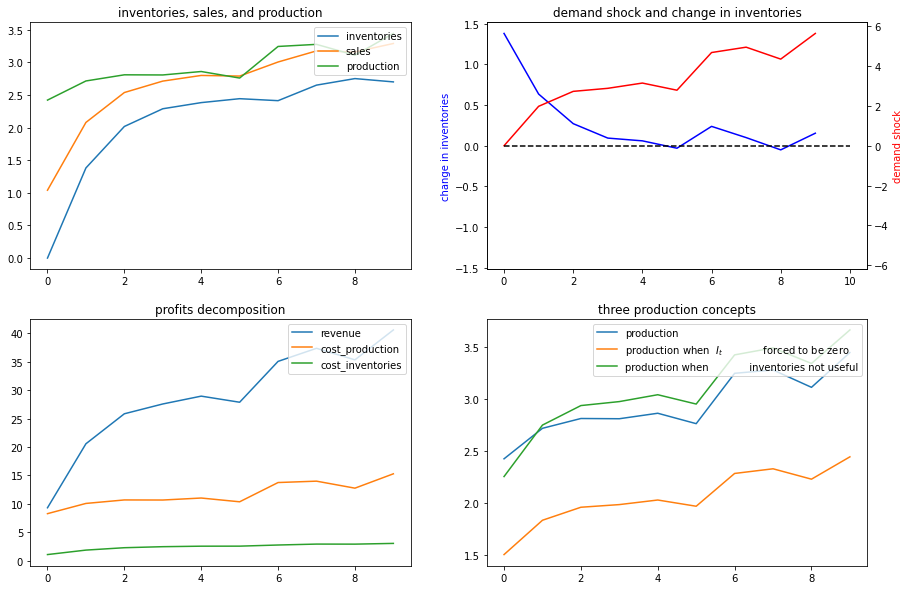 inventories, sales, and production
3.5
3.0
2.5
2.0
1.5
1.0
0.5
0.0
0 2 4 6 8
inventories
sales
production
demand shock and change in inventories
change in inventories
1.5
1.0
0.5
0.0
−0.5
−1.0
−1.5
0 2 4 6 8 10
6
4
2
0
−2
−4
−6
demand shock
profits decomposition
40
35
30
25
20
15
10
5
0
0 2 4 6 8
revenue
cost_production
cost_inventories
three production concepts
3.5
3.0
2.5
2.0
1.5
0 2 4 6 8
production
production when I_t forced to be zero
production when inventories not useful